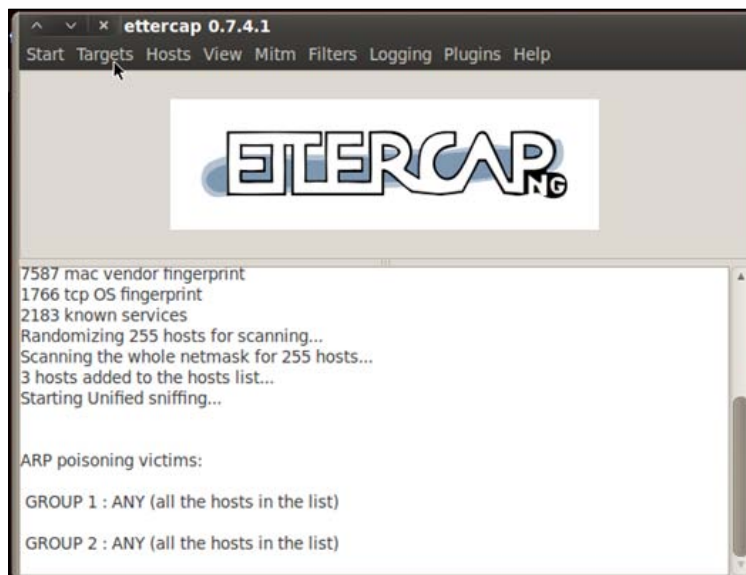 ettercap 0.7.4.1
Start Targets Hosts View Mitm Filters Logging Plugins Help
ETTERCAP NG
7587 mac vendor fingerprint
1766 tcp OS fingerprint
2183 known services
Randomizing 255 hosts for scanning...
Scanning the whole netmask for 255 hosts...
3 hosts added to the hosts list...
Starting Unified sniffing...
ARP poisoning victims:
GROUP 1 : ANY (all the hosts in the list)
GROUP 2 : ANY (all the hosts in the list)